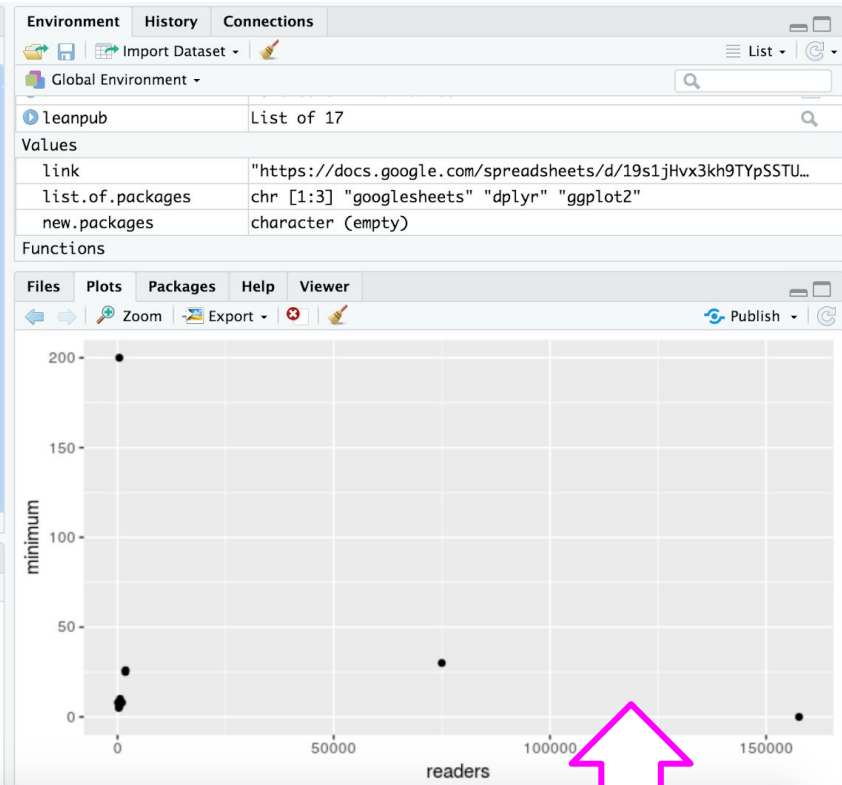 Environment History Connections
Import Dataset List
Global Environment
leanpub List of 17
Values
link "https://docs.google.com/spreadsheets/d/19s1jHvx3kh9TYpSSTU…
list.of.packages chr [1:3] "googlesheets" "dplyr" "ggplot2"
new.packages character (empty)
Functions
Files Plots Packages Help Viewer
Zoom Export Publish
200
150
100
50
0
minimum
0 50000 100000 150000
readers